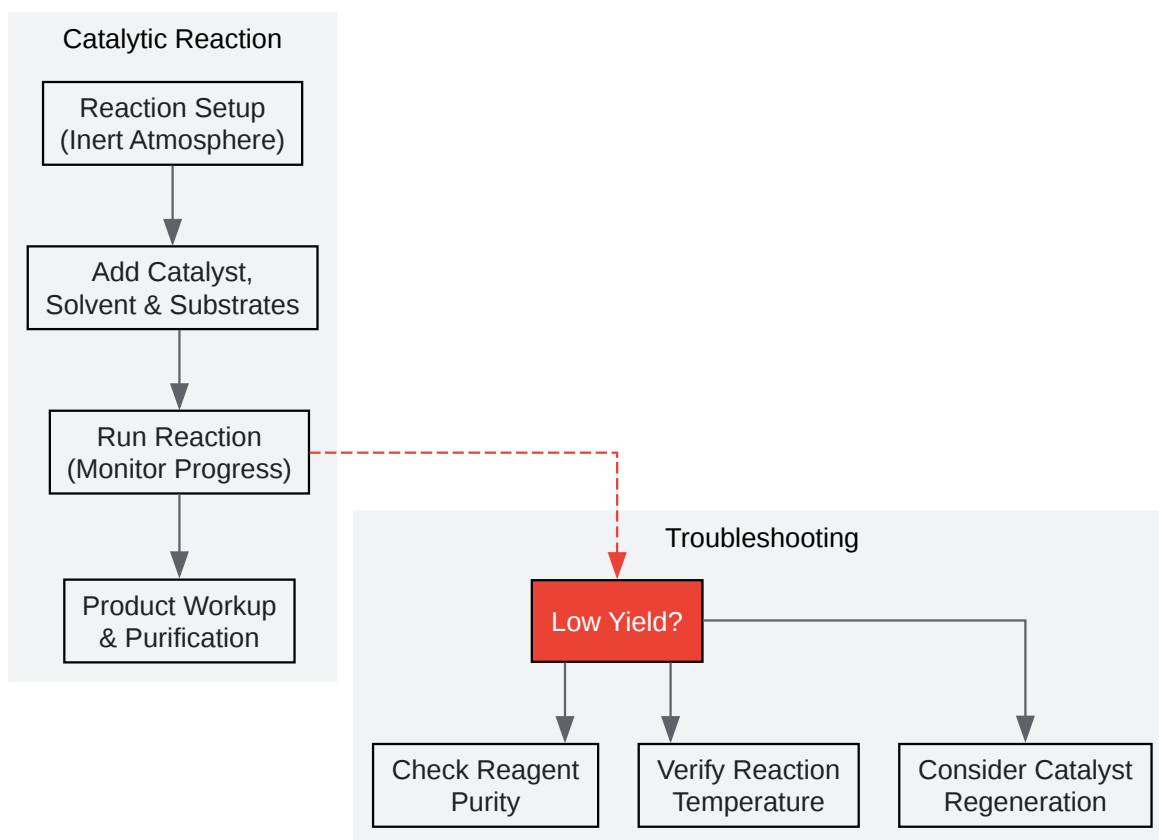 Catalytic Reaction
Reaction Setup
(Inert Atmosphere)
Add Catalyst,
Solvent & Substrates
Run Reaction
(Monitor Progress)
Product Workup
& Purification
Troubleshooting
Low Yield?
Check Reagent
Purity
Verify Reaction
Temperature
Consider Catalyst
Regeneration